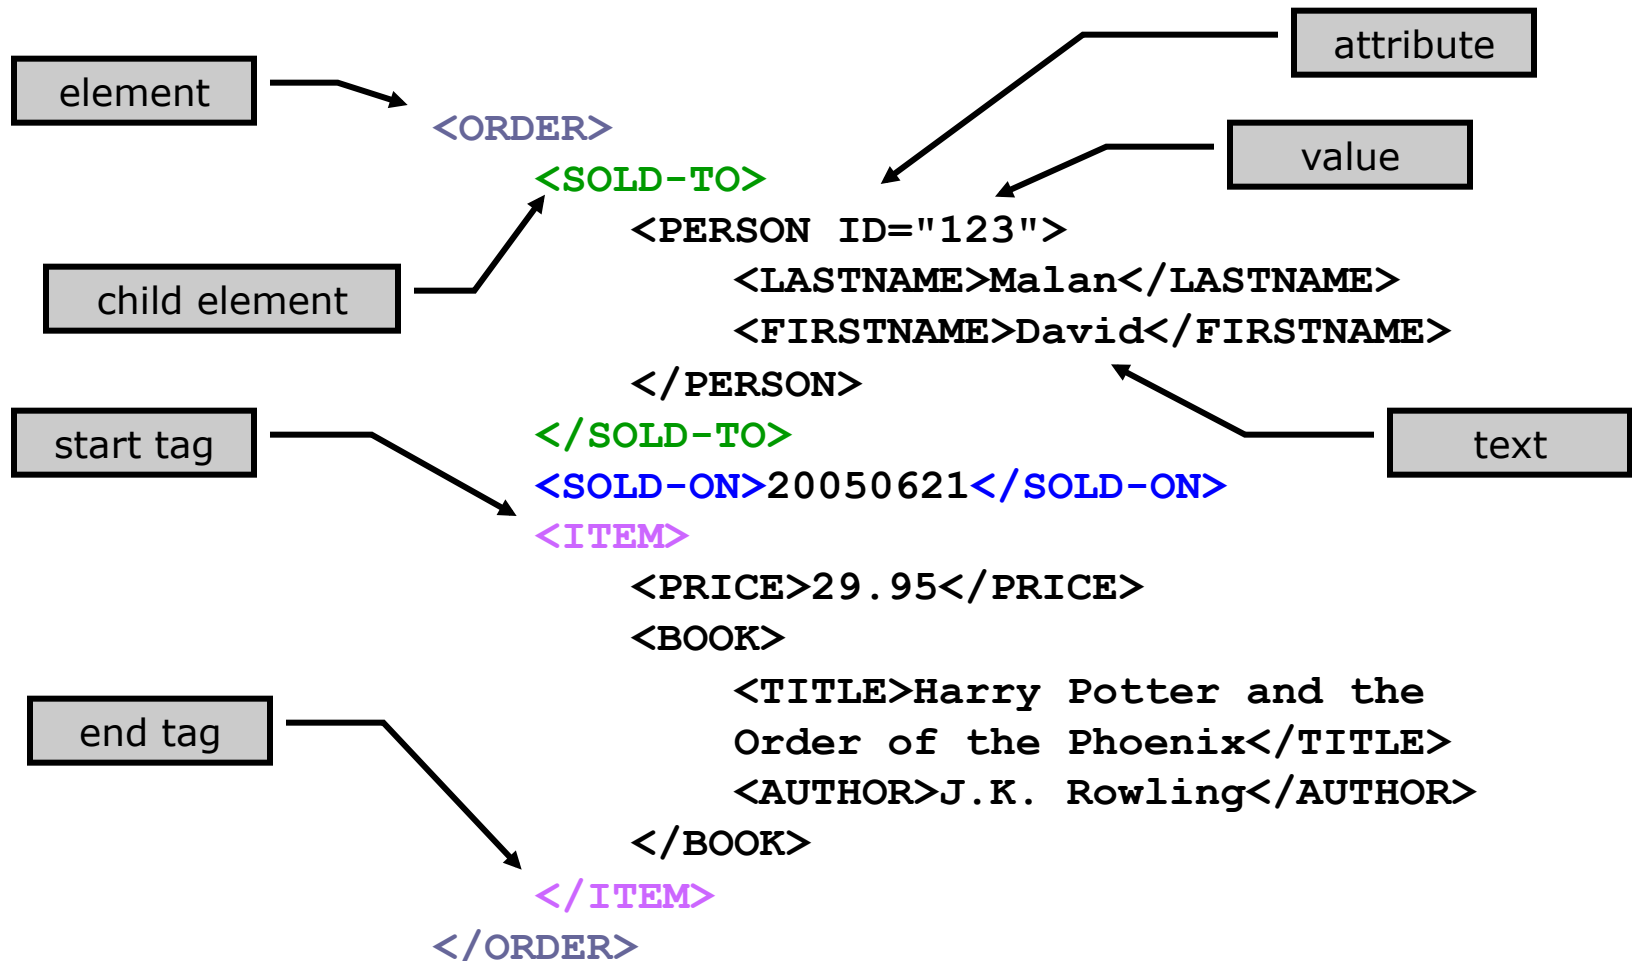 attribute
element
<ORDER>
value
<SOLD-TO>
<PERSON ID="123">
child element
<LASTNAME>Malan</LASTNAME>
<FIRSTNAME>David</FIRSTNAME>
</PERSON>
start tag
</SOLD-TO>
text
<SOLD-ON>20050621</SOLD-ON>
<ITEM>
<PRICE>29.95</PRICE>
<BOOK>
<TITLE>Harry Potter and the
end tag
Order of the Phoenix</TITLE>
<AUTHOR>J.K. Rowling</AUTHOR>
</BOOK>
</ITEM>
</ORDER>